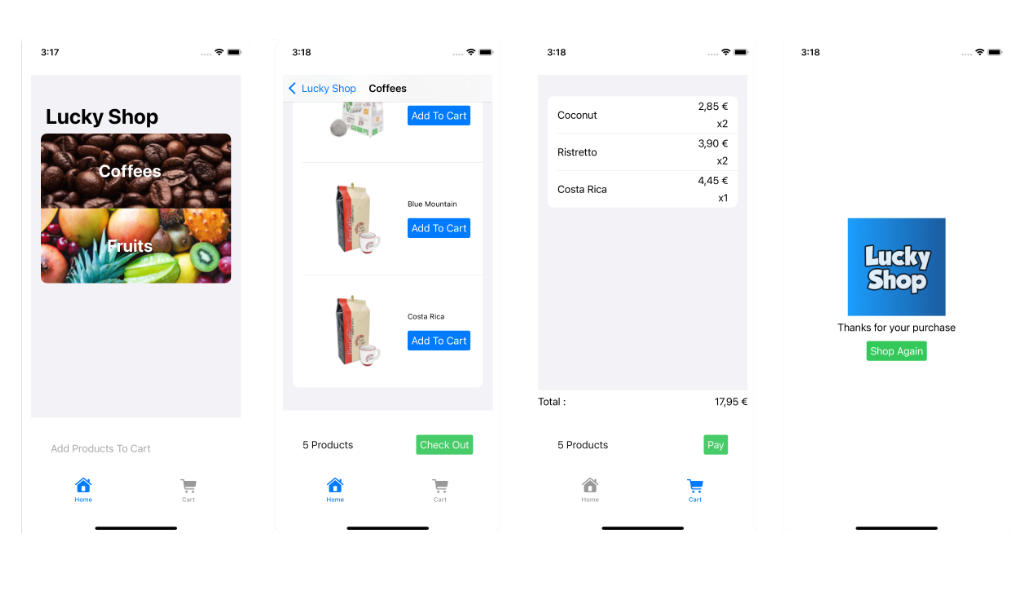 3:17
Lucky Shop
Coffees
Fruits
Add Products To Cart
Home
Cart
3:18
Lucky Shop
Coffees
Add To Cart
Blue Mountain
Add To Cart
Costa Rica
Add To Cart
5 Products
Check Out
Home
Cart
3:18
Coconut
2,85 €
x2
Ristretto
3,90 €
x2
Costa Rica
4,45 €
x1
Total :
17,95 €
5 Products
Pay
Home
Cart
3:18
Lucky
Shop
Thanks for your purchase
Shop Again